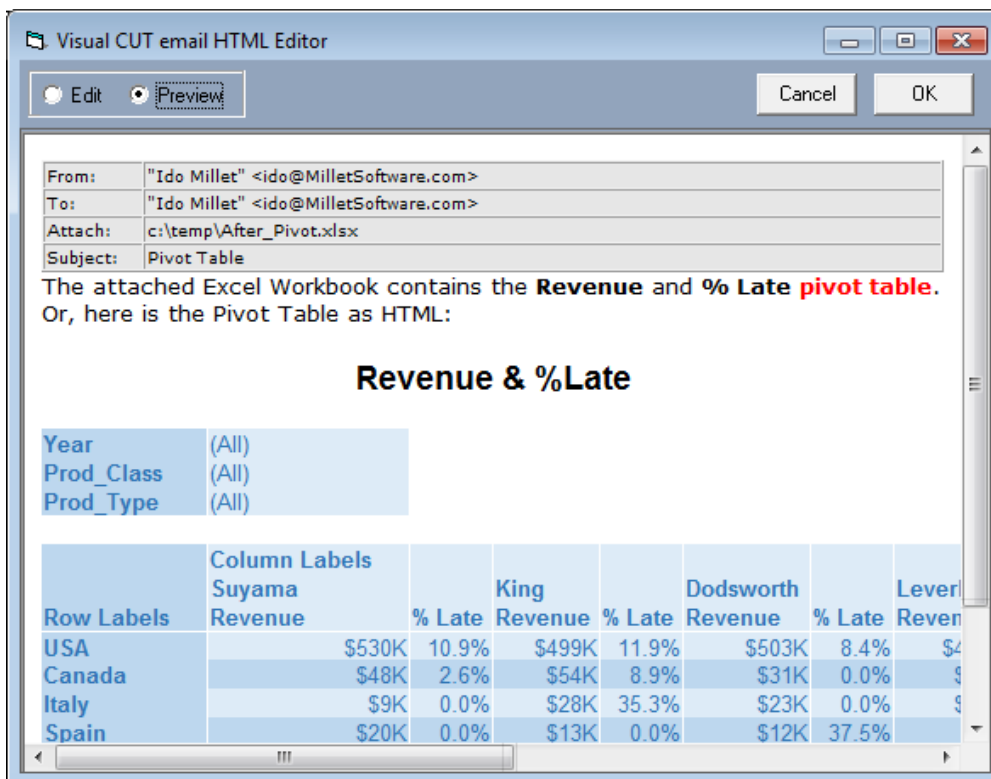 Visual CUT email HTML Editor
Edit Preview Cancel OK
From: "Ido Millet" <ido@MilletSoftware.com>
To: "Ido Millet" <ido@MilletSoftware.com>
Attach: c:\temp\After_Pivot.xlsx
Subject: Pivot Table
The attached Excel Workbook contains the Revenue and % Late pivot table.
Or, here is the Pivot Table as HTML:
Revenue & %Late
Year (All)
Prod_Class (All)
Prod_Type (All)
Column Labels
Suyama King Dodsworth
Row Labels Revenue % Late Revenue % Late Revenue % Late
USA $530K 10.9% $499K 11.9% $503K 8.4%
Canada $48K 2.6% $54K 8.9% $31K 0.0%
Italy $9K 0.0% $28K 35.3% $23K 0.0%
Spain $20K 0.0% $13K 0.0% $12K 37.5%